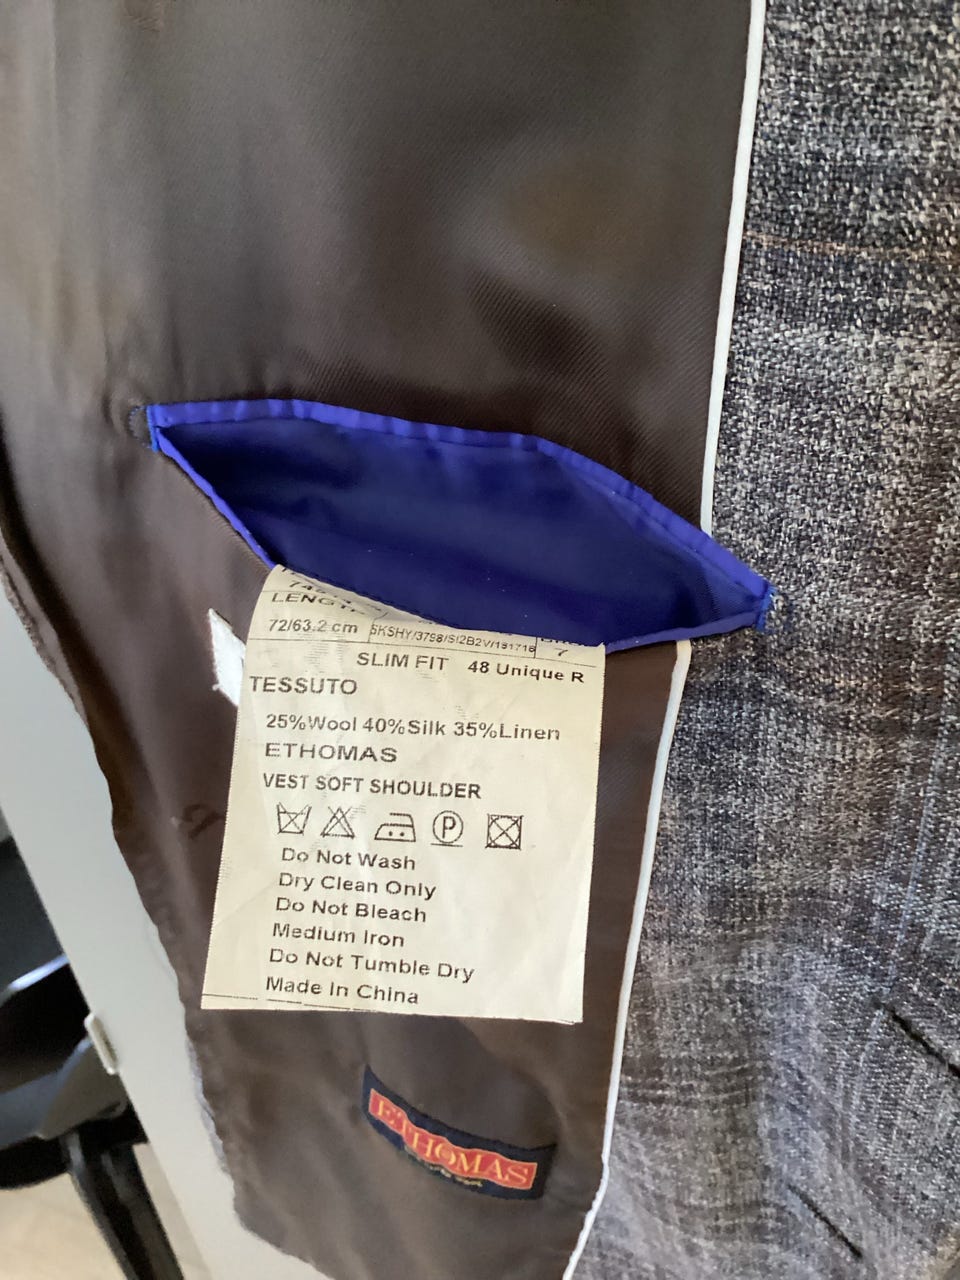 LENGTH
72/63.2 cm
7
SLIM FIT 48 Unique R
TESSUTO
25%Wool 40%Silk 35%Linen
ETHOMAS
VEST SOFT SHOULDER
P
Do Not Wash
Dry Clean Only
Do Not Bleach
Medium Iron
Do Not Tumble Dry
Made In China
ETHOMAS